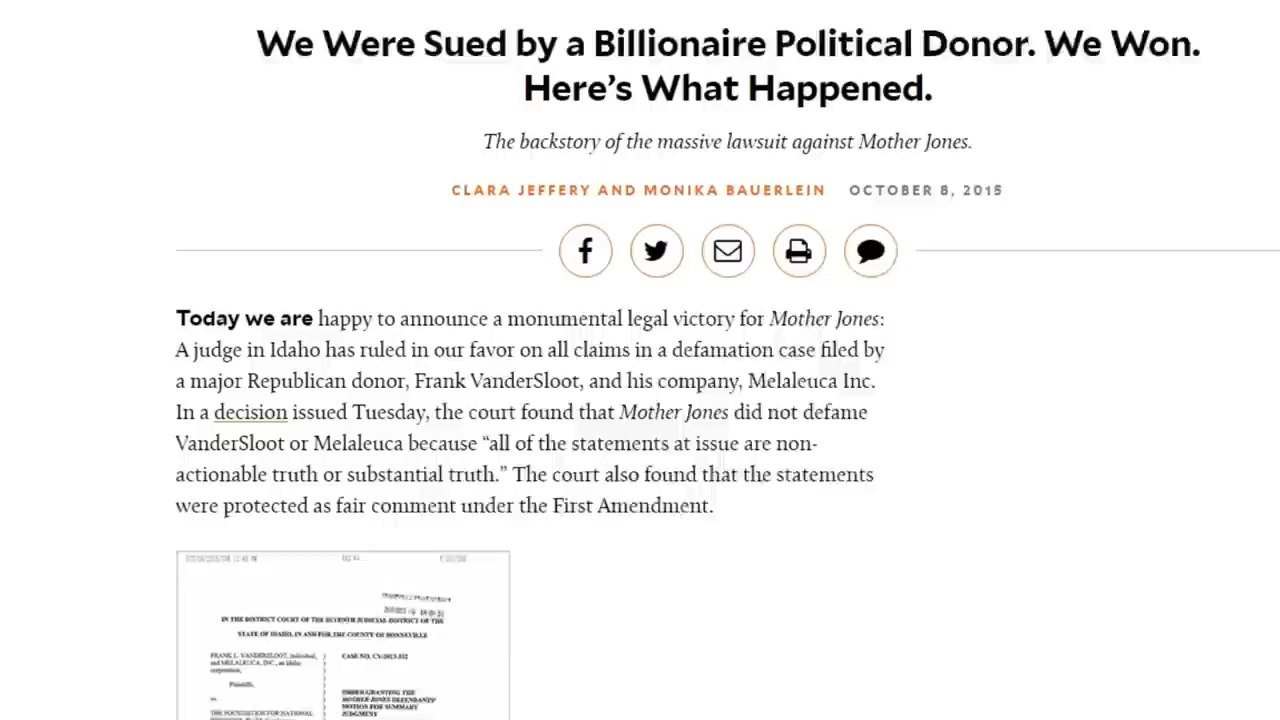 We Were Sued by a Billionaire Political Donor. We Won.
Here’s What Happened.
The backstory of the massive lawsuit against Mother Jones.
CLARA JEFFERY AND MONIKA BAUERLEIN OCTOBER 8, 2015
Today we are happy to announce a monumental legal victory for Mother Jones:
A judge in Idaho has ruled in our favor on all claims in a defamation case filed by
a major Republican donor, Frank VanderSloot, and his company, Melaleuca Inc.
In a decision issued Tuesday, the court found that Mother Jones did not defame
VanderSloot or Melaleuca because “all of the statements at issue are non-
actionable truth or substantial truth.” The court also found that the statements
were protected as fair comment under the First Amendment.
IN THE DISTRICT COURT OF THE SEVENTH JUDICIAL DISTRICT OF THE
STATE OF IDAHO, IN AND FOR THE COUNTY OF BONNEVILLE
FRANK L. VANDERSLOOT, individual,
and MELALEUCA, INC., an Idaho
corporation,
Plaintiffs,
vs.
THE FOUNDATION FOR NATIONAL
CASE NO.
ORDER GRANTING THE
MOTHER JONES DEFENDANTS'
MOTION FOR SUMMARY
JUDGMENT